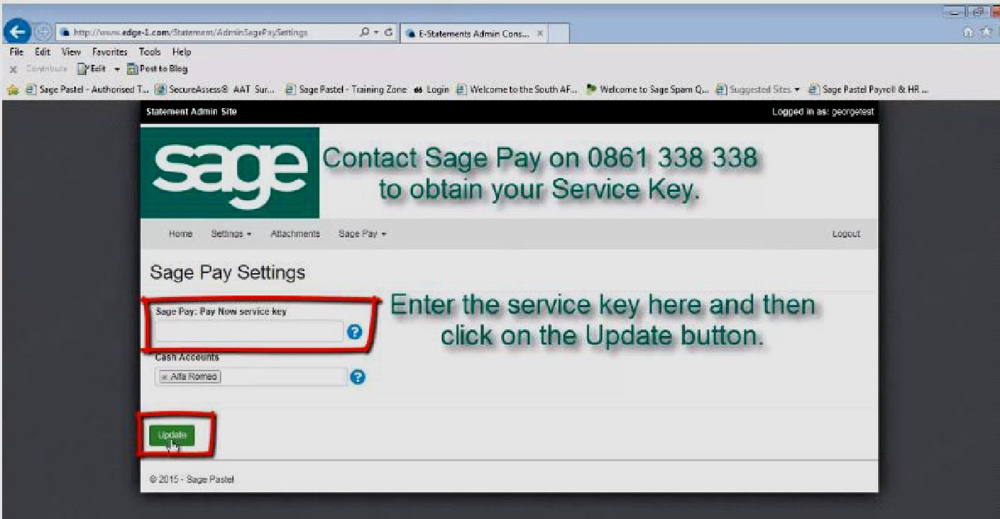 http://www.edge-1.com/Statement/AdminSagePaySettings
E-Statements Admin Cons...
File Edit View Favorites Tools Help
x Contribute Edit Post to Blog
Sage Pastel - Authorised T... SecureAssess® AAT Sur... Sage Pastel - Training Zone Login Welcome to the South AF... Welcome to Sage Spam Q... Suggested Sites Sage Pastel Payroll & HR ...
Statement Admin Site Logged in as: georgetest
sage
Contact Sage Pay on 0861 338 338
to obtain your Service Key.
Home Settings Attachments Sage Pay Logout
Sage Pay Settings
Sage Pay: Pay Now service key
Enter the service key here and then
click on the Update button.
Cash Accounts
× Alfa Romeo
Update
© 2015 - Sage Pastel